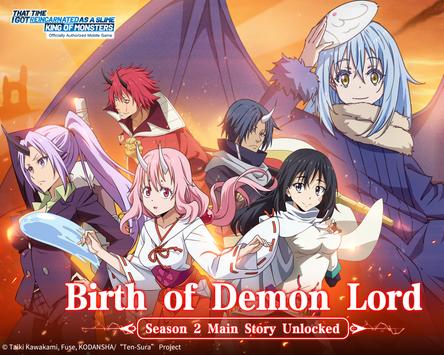 THAT TIME
I GOT REINCARNATED AS A SLIME
KING OF MONSTERS
Officially Authorized Mobile Game
Birth of Demon Lord
Season 2 Main Story Unlocked
© Taiki Kawakami, Fuse, KODANSHA/ “Ten-Sura” Project